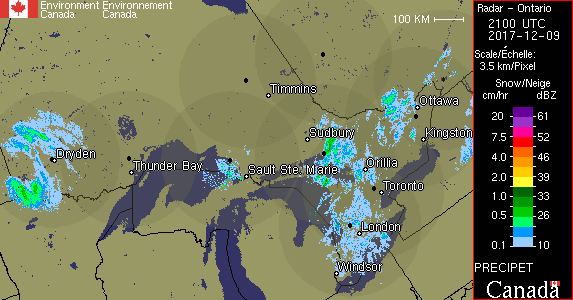 Environment Environnement
Canada Canada
100 KM
Timmins
Ottawa
Sudbury
Kingston
Dryden
Thunder Bay
Sault Ste. Marie
Orillia
Toronto
London
Windsor
Radar - Ontario
2100 UTC
2017-12-09
Scale/Échelle:
3.5 km/Pixel
Snow/Neige
cm/hr dBZ
20 61
7.5 52
4.0 46
2.0 39
1.0 33
0.5 26
0.1 10
PRECIPET
Canada